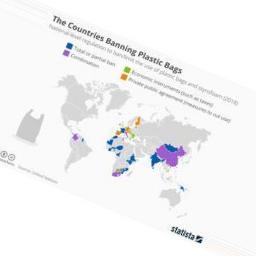 The Countries Banning Plastic Bags
National-level regulation to ban/limit the use of plastic bags and styrofoam (2018)
Total or partial ban
Economic instruments (such as taxes)
Combination
Private public agreement (measures to cut use)
Source: United Nations
statista